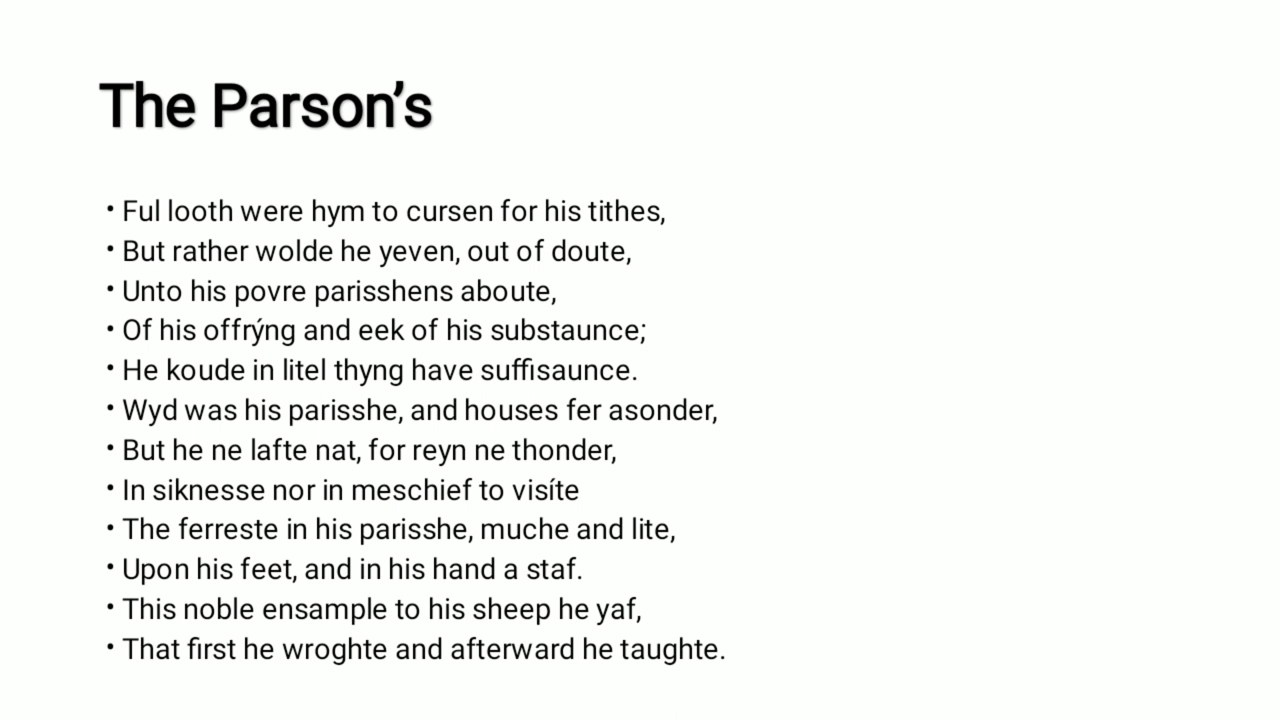 The Parson’s
• Ful looth were hym to cursen for his tithes,
• But rather wolde he yeven, out of doute,
• Unto his povre parisshens aboute,
• Of his offrýng and eek of his substaunce;
• He koude in litel thyng have suffisaunce.
• Wyd was his parisshe, and houses fer asonder,
• But he ne lafte nat, for reyn ne thonder,
• In siknesse nor in meschief to visíte
• The ferreste in his parisshe, muche and lite,
• Upon his feet, and in his hand a staf.
• This noble ensample to his sheep he yaf,
• That first he wroghte and afterward he taughte.